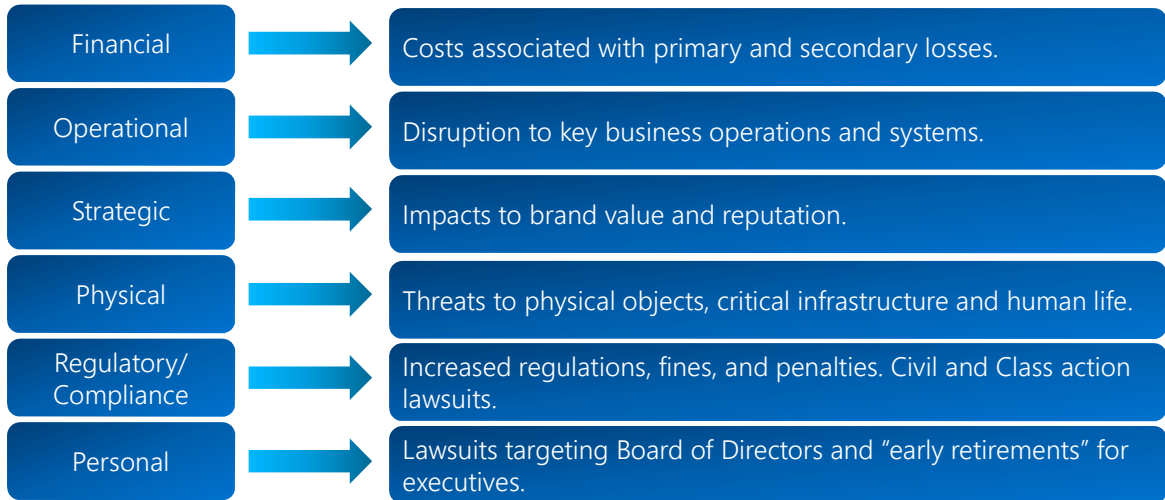 Financial
Costs associated with primary and secondary losses.
Operational
Disruption to key business operations and systems.
Strategic
Impacts to brand value and reputation.
Physical
Threats to physical objects, critical infrastructure and human life.
Regulatory/
Compliance
Increased regulations, fines, and penalties. Civil and Class action
lawsuits.
Personal
Lawsuits targeting Board of Directors and “early retirements” for
executives.